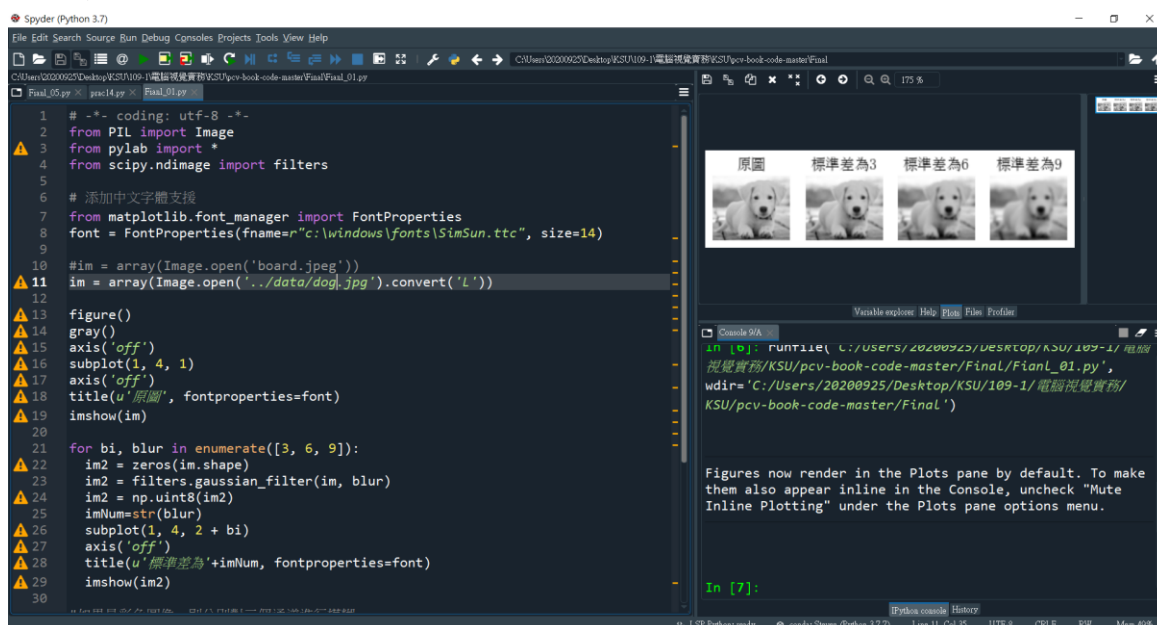 Spyder (Python 3.7)
File Edit Search Source Run Debug Consoles Projects Tools View Help
C:\Users\20200925\Desktop\KSU\109-1\電腦視覺實務\KSU\pcv-book-code-master\Final
C:\Users\20200925\Desktop\KSU\109-1\電腦視覺實務\KSU\pcv-book-code-master\Final\Fianl_01.py
Fianl_05.py prac14.py Fianl_01.py
1 # -*- coding: utf-8 -*-
2 from PIL import Image
3 from pylab import *
4 from scipy.ndimage import filters
5
6 # 添加中文字體支援
7 from matplotlib.font_manager import FontProperties
8 font = FontProperties(fname=r"c:\windows\fonts\SimSun.ttc", size=14)
9
10 #im = array(Image.open('board.jpeg'))
11 im = array(Image.open('../data/dog.jpg').convert('L'))
12
13 figure()
14 gray()
15 axis('off')
16 subplot(1, 4, 1)
17 axis('off')
18 title(u'原圖', fontproperties=font)
19 imshow(im)
20
21 for bi, blur in enumerate([3, 6, 9]):
22 im2 = zeros(im.shape)
23 im2 = filters.gaussian_filter(im, blur)
24 im2 = np.uint8(im2)
25 imNum=str(blur)
26 subplot(1, 4, 2 + bi)
27 axis('off')
28 title(u'標準差為'+imNum, fontproperties=font)
29 imshow(im2)
30
175 %
原圖 標準差為3 標準差為6 標準差為9
Variable explorer Help Plots Files Profiler
Console 9/A
In [6]: runfile('C:/Users/20200925/Desktop/KSU/109-1/電腦
視覺實務/KSU/pcv-book-code-master/Final/Fianl_01.py',
wdir='C:/Users/20200925/Desktop/KSU/109-1/電腦視覺實務/
KSU/pcv-book-code-master/Final')
Figures now render in the Plots pane by default. To make
them also appear inline in the Console, uncheck "Mute
Inline Plotting" under the Plots pane options menu.
In [7]:
IPython console History